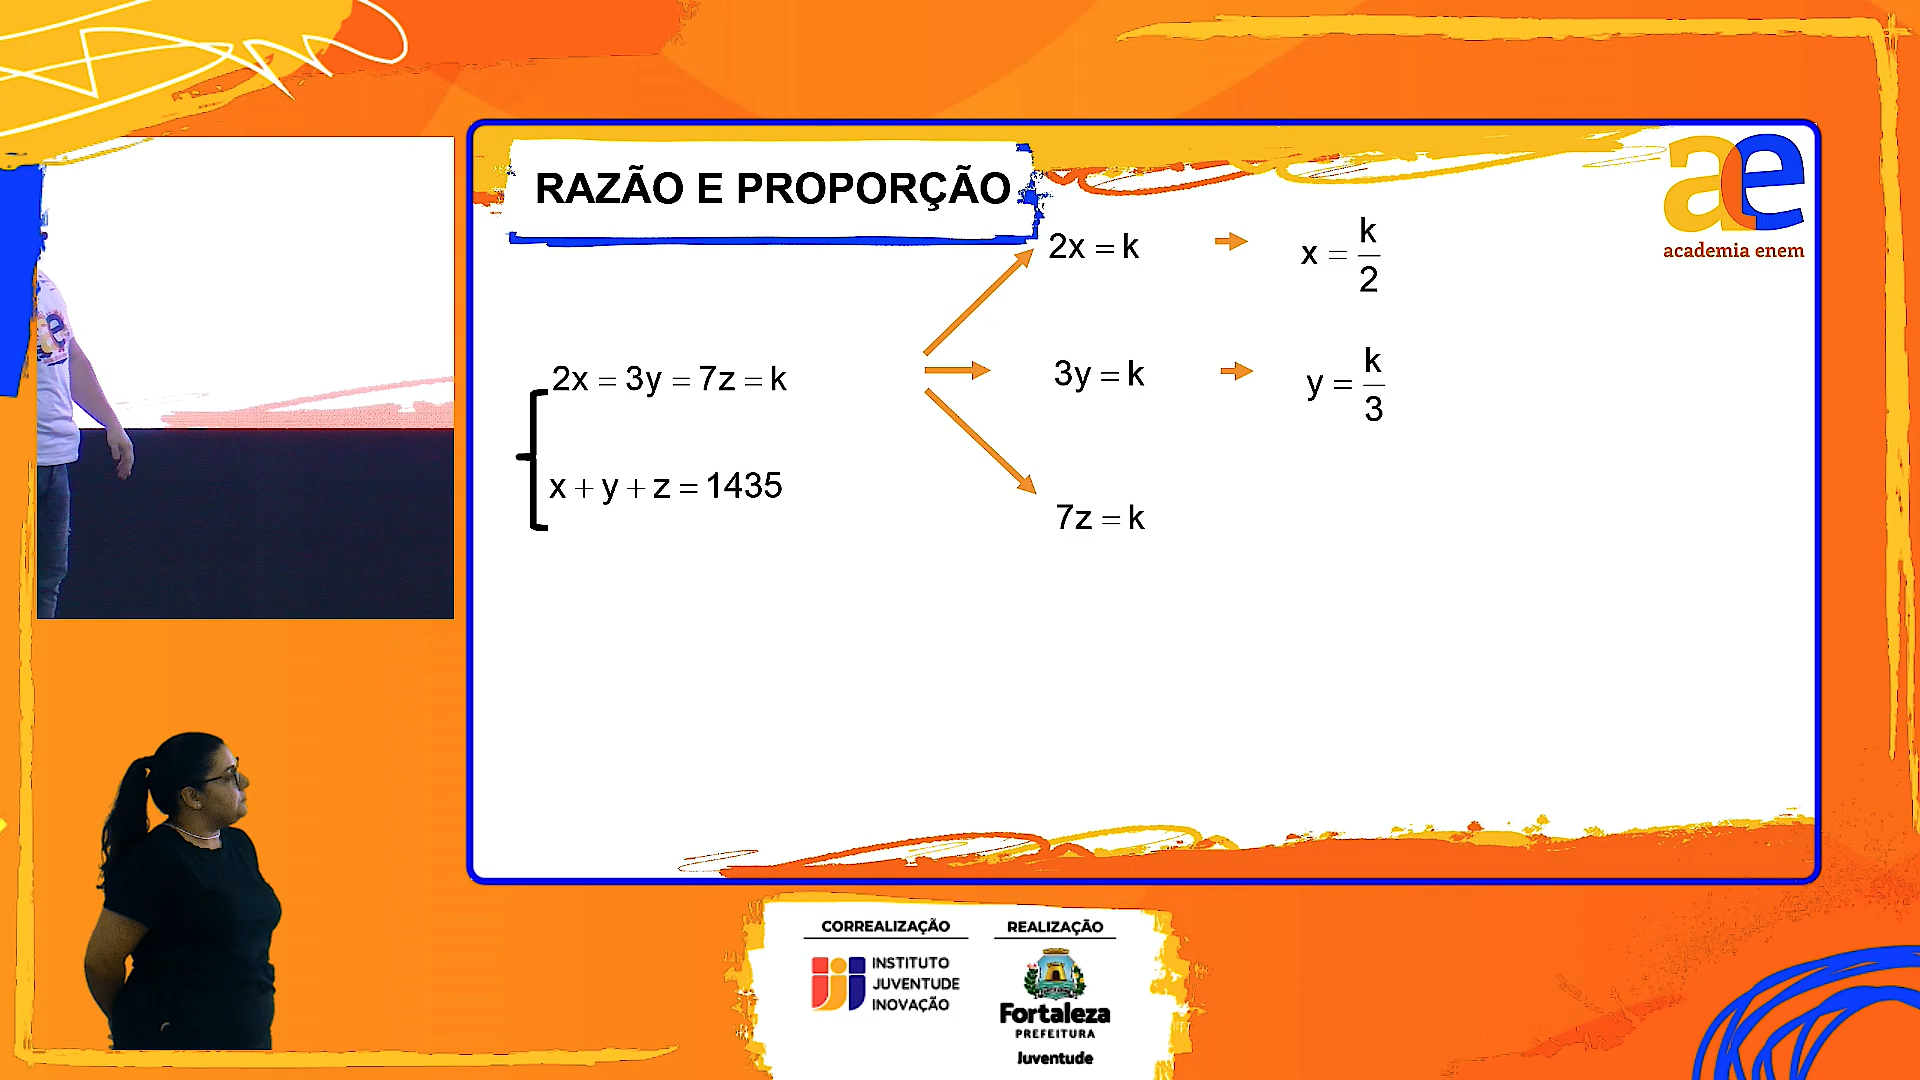 RAZÃO E PROPORÇÃO
ae
academia enem
2x = k
x = k/2
2x = 3y = 7z = k
3y = k
y = k/3
x + y + z = 1435
7z = k
CORREALIZAÇÃO
INSTITUTO
JUVENTUDE
INOVAÇÃO
REALIZAÇÃO
Fortaleza
PREFEITURA
Juventude